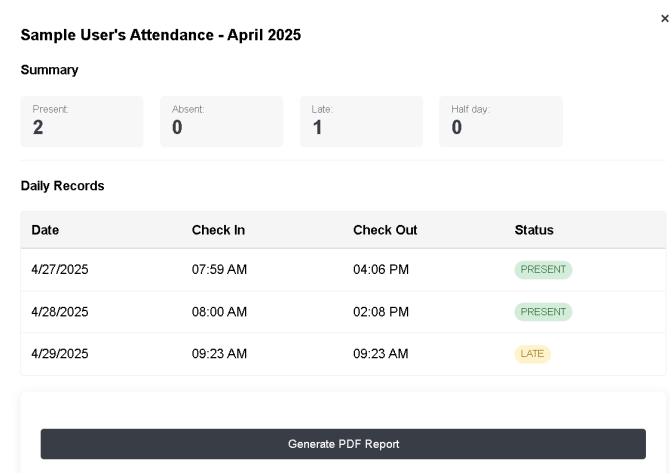 ×
Sample User's Attendance - April 2025
Summary
Present: Absent: Late: Half day:
2 0 1 0
Daily Records
Date Check In Check Out Status
4/27/2025 07:59 AM 04:06 PM PRESENT
4/28/2025 08:00 AM 02:08 PM PRESENT
4/29/2025 09:23 AM 09:23 AM LATE
Generate PDF Report